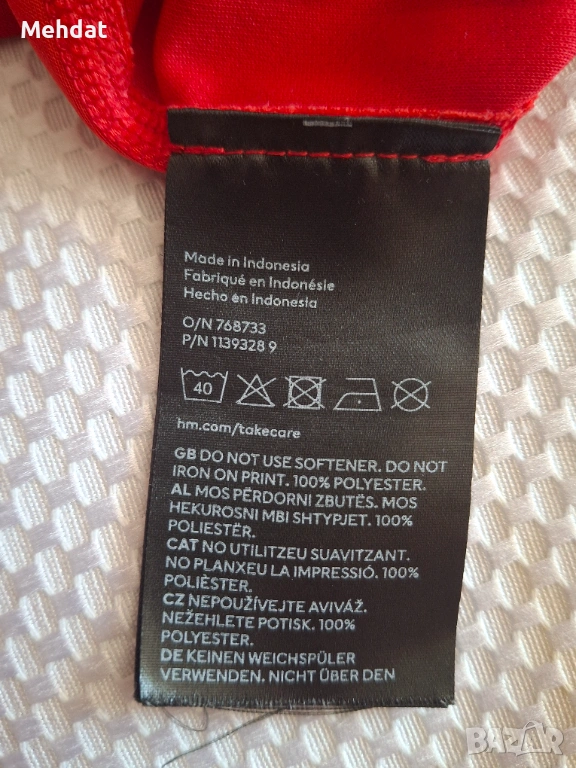 Mehdat
Made in Indonesia
Fabriqué en Indonésie
Hecho en Indonesia
O/N 768733
P/N 1139328 9
40
hm.com/takecare
GB DO NOT USE SOFTENER. DO NOT
IRON ON PRINT. 100% POLYESTER.
AL MOS PËRDORNI ZBUTËS. MOS
HEKUROSNI MBI SHTYPJET. 100%
POLIESTËR.
CAT NO UTILITZEU SUAVITZANT.
NO PLANXEU LA IMPRESSIÓ. 100%
POLIÈSTER.
CZ NEPOUŽÍVEJTE AVIVÁŽ.
NEŽEHLETE POTISK. 100%
POLYESTER.
DE KEINEN WEICHSPÜLER
VERWENDEN. NICHT ÜBER DEN
BAZAR